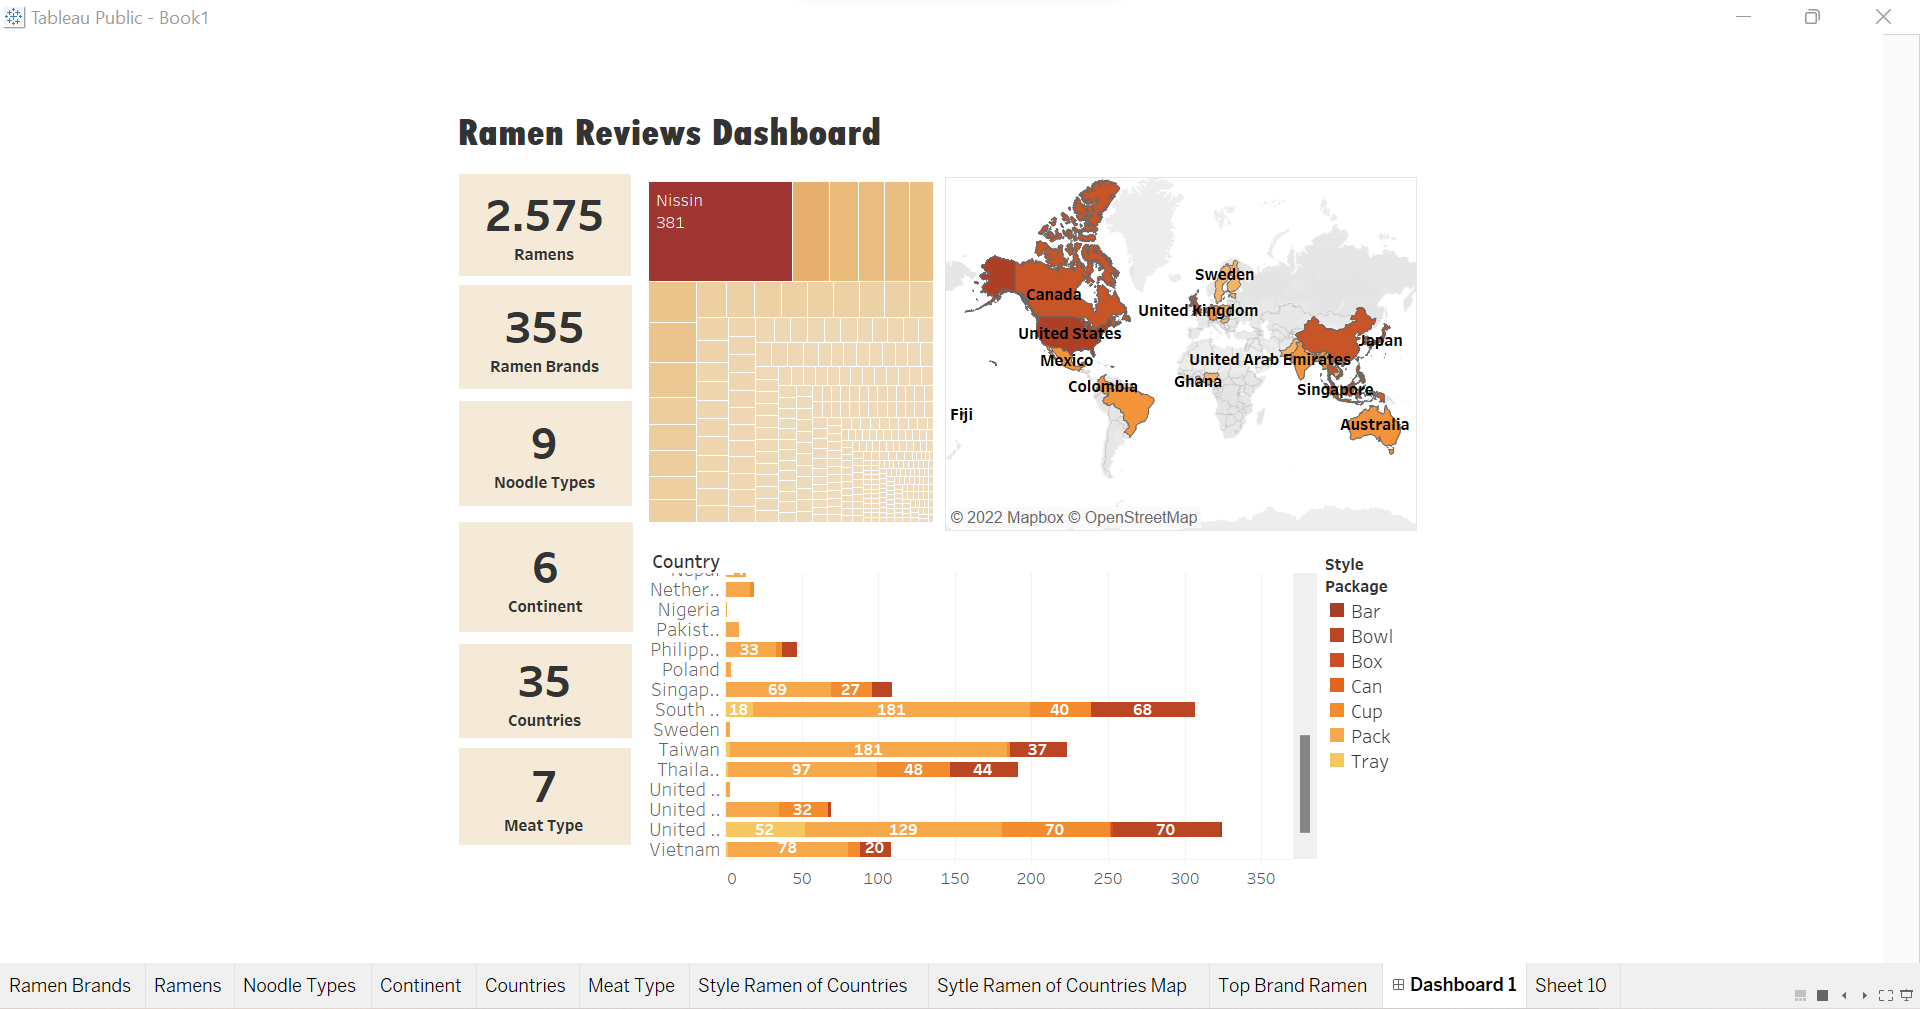 Tableau Public - Book1
Ramen Reviews Dashboard
2.575
Ramens
355
Ramen Brands
9
Noodle Types
6
Continent
35
Countries
7
Meat Type
Nissin
381
Sweden
Canada
United Kingdom
United States
Japan
Mexico
United Arab Emirates
Colombia
Ghana
Singapore
Fiji
Australia
© 2022 Mapbox © OpenStreetMap
Country
Nether..
Nigeria
Pakist..
Philipp.. 33
Poland
Singap.. 69 27
South .. 18 181 40 68
Sweden
Taiwan 181 37
Thaila.. 97 48 44
United ..
United .. 32
United .. 52 129 70 70
Vietnam 78 20
0 50 100 150 200 250 300 350
Style
Package
Bar
Bowl
Box
Can
Cup
Pack
Tray
Ramen Brands Ramens Noodle Types Continent Countries Meat Type Style Ramen of Countries Sytle Ramen of Countries Map Top Brand Ramen Dashboard 1 Sheet 10